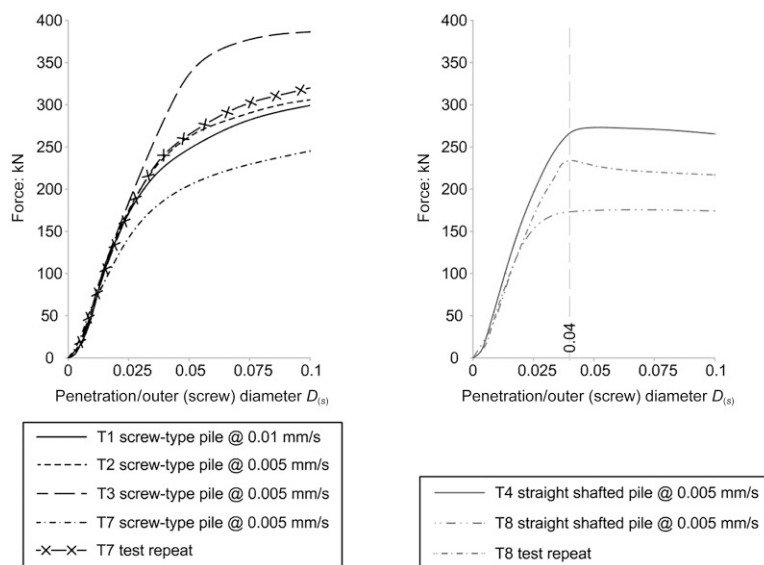 400
350
300
250
200
150
100
50
0
Force: kN
0
0.025
0.05
0.075
0.1
Penetration/outer (screw) diameter D(s)
T1 screw-type pile @ 0.01 mm/s
T2 screw-type pile @ 0.005 mm/s
T3 screw-type pile @ 0.005 mm/s
T7 screw-type pile @ 0.005 mm/s
T7 test repeat
400
350
300
250
200
150
100
50
0
Force: kN
0.04
0
0.025
0.05
0.075
0.1
Penetration/outer (screw) diameter D(s)
T4 straight shafted pile @ 0.005 mm/s
T8 straight shafted pile @ 0.005 mm/s
T8 test repeat